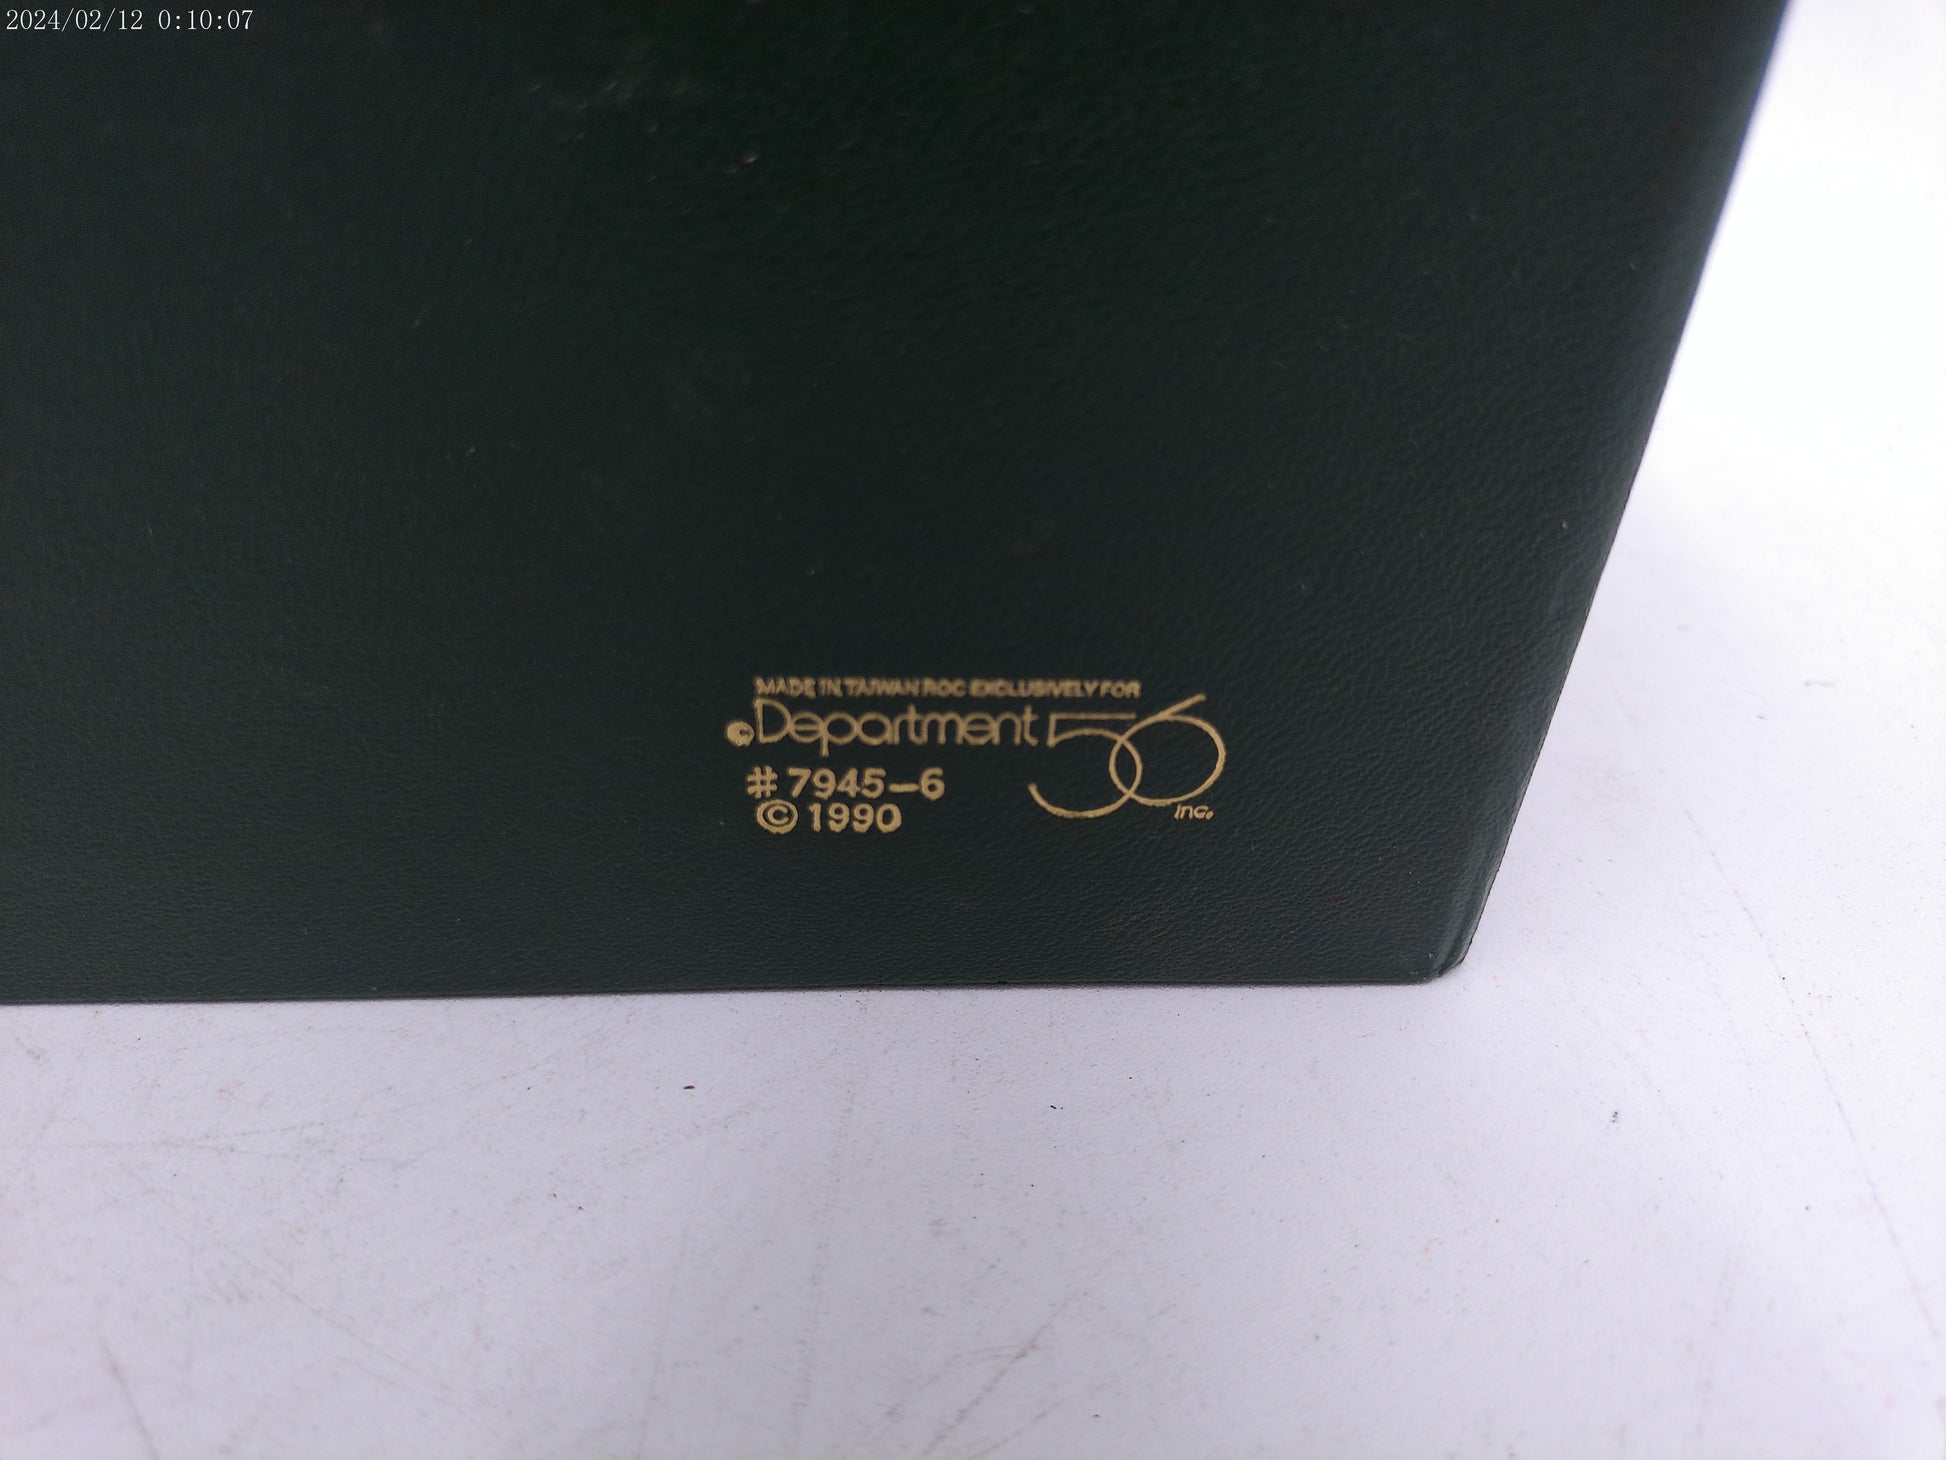 2024/02/12 0:10:07
MADE IN TAIWAN ROC EXCLUSIVELY FOR
©Department 56 Inc.
# 7945-6
© 1990